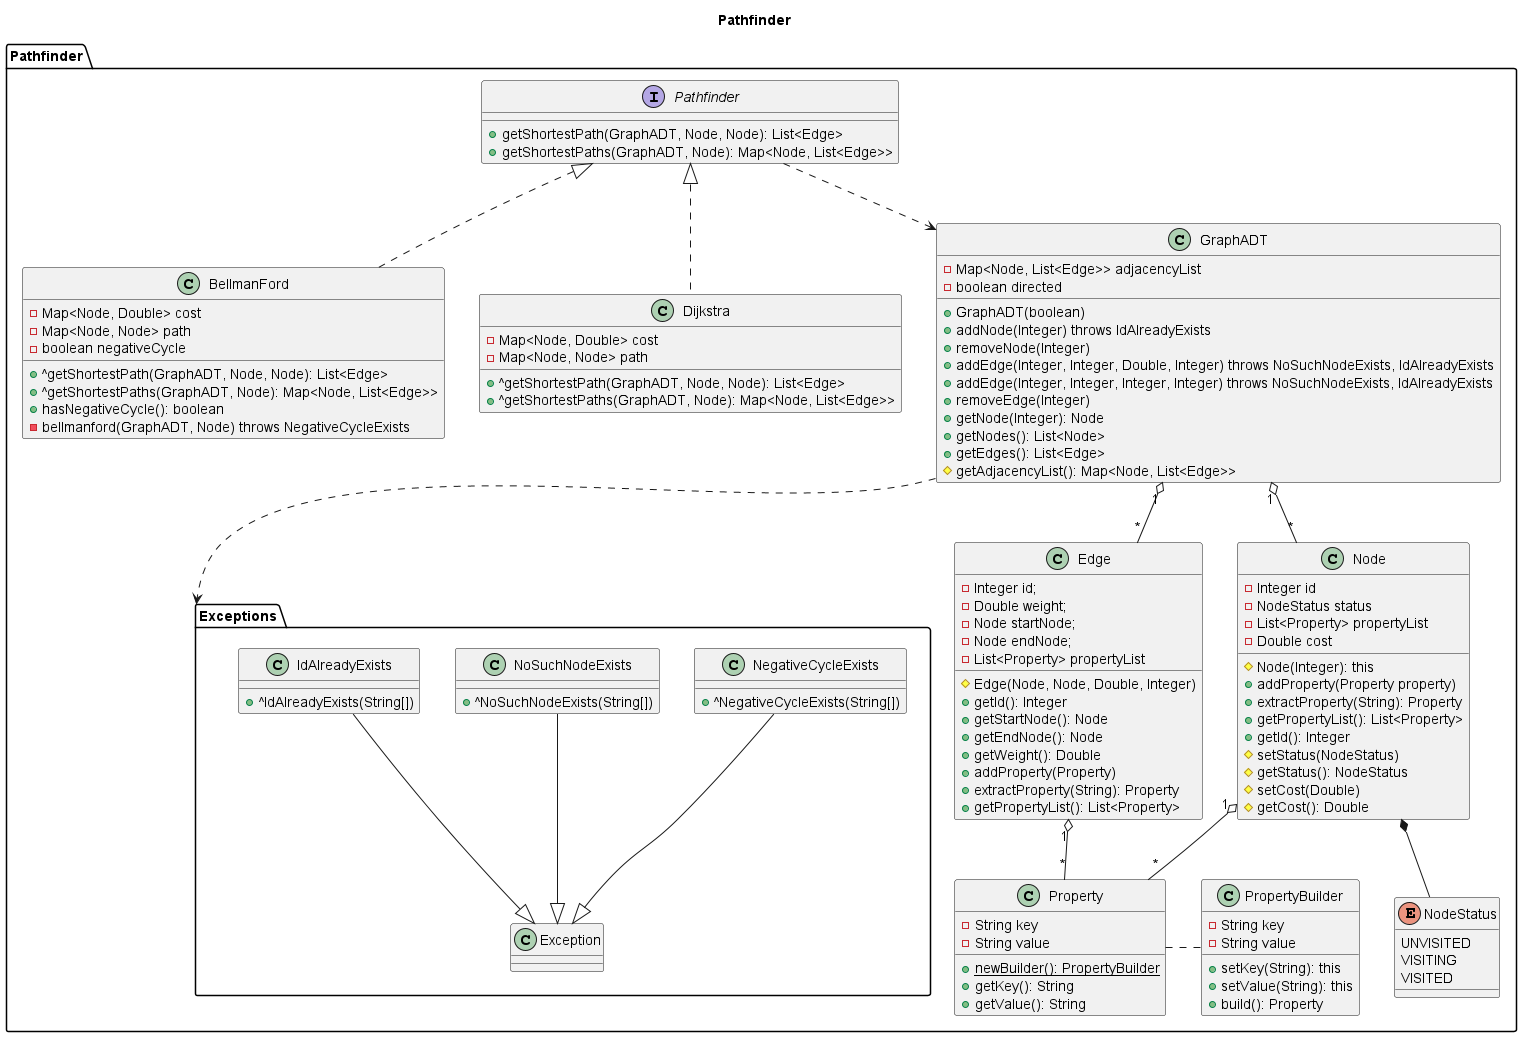 Pathfinder
Pathfinder
I Pathfinder
getShortestPath(GraphADT, Node, Node): List<Edge>
getShortestPaths(GraphADT, Node): Map<Node, List<Edge>>
C BellmanFord
Map<Node, Double> cost
Map<Node, Node> path
boolean negativeCycle
^getShortestPath(GraphADT, Node, Node): List<Edge>
^getShortestPaths(GraphADT, Node): Map<Node, List<Edge>>
hasNegativeCycle(): boolean
bellmanford(GraphADT, Node) throws NegativeCycleExists
C Dijkstra
Map<Node, Double> cost
Map<Node, Node> path
^getShortestPath(GraphADT, Node, Node): List<Edge>
^getShortestPaths(GraphADT, Node): Map<Node, List<Edge>>
C GraphADT
Map<Node, List<Edge>> adjacencyList
boolean directed
GraphADT(boolean)
addNode(Integer) throws IdAlreadyExists
removeNode(Integer)
addEdge(Integer, Integer, Double, Integer) throws NoSuchNodeExists, IdAlreadyExists
addEdge(Integer, Integer, Integer, Integer) throws NoSuchNodeExists, IdAlreadyExists
removeEdge(Integer)
getNode(Integer): Node
getNodes(): List<Node>
getEdges(): List<Edge>
getAdjacencyList(): Map<Node, List<Edge>>
1
*
1
*
C Edge
Integer id;
Double weight;
Node startNode;
Node endNode;
List<Property> propertyList
Edge(Node, Node, Double, Integer)
getId(): Integer
getStartNode(): Node
getEndNode(): Node
getWeight(): Double
addProperty(Property)
extractProperty(String): Property
getPropertyList(): List<Property>
C Node
Integer id
NodeStatus status
List<Property> propertyList
Double cost
Node(Integer): this
addProperty(Property property)
extractProperty(String): Property
getPropertyList(): List<Property>
getId(): Integer
setStatus(NodeStatus)
getStatus(): NodeStatus
setCost(Double)
getCost(): Double
Exceptions
C IdAlreadyExists
^IdAlreadyExists(String[])
C NoSuchNodeExists
^NoSuchNodeExists(String[])
C NegativeCycleExists
^NegativeCycleExists(String[])
C Exception
1
*
1
*
C Property
String key
String value
newBuilder(): PropertyBuilder
getKey(): String
getValue(): String
C PropertyBuilder
String key
String value
setKey(String): this
setValue(String): this
build(): Property
E NodeStatus
UNVISITED
VISITING
VISITED